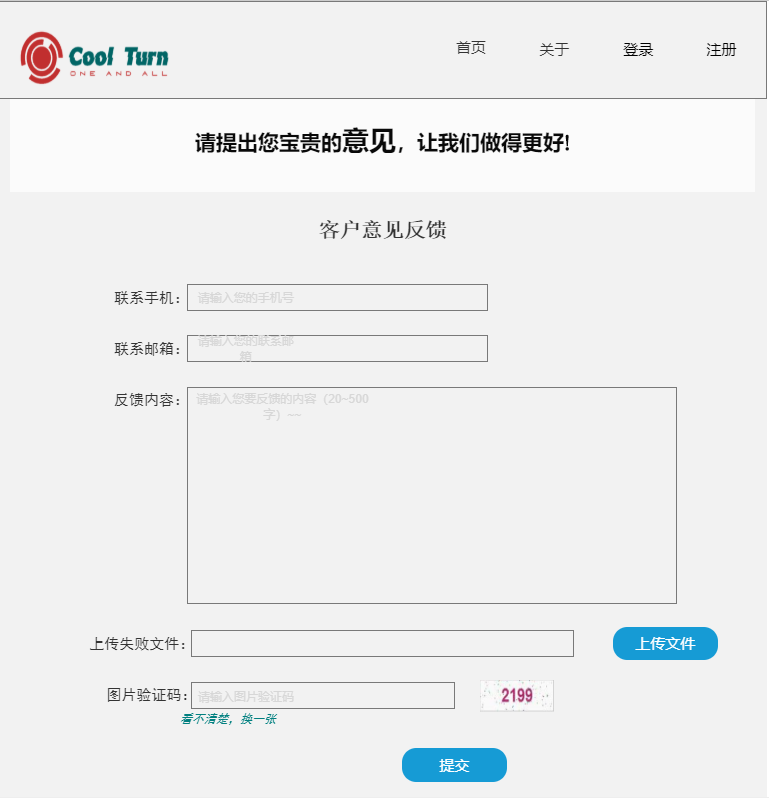 Cool Turn
ONE AND ALL
首页
关于
登录
注册
请提出您宝贵的意见，让我们做得更好!
客户意见反馈
联系手机：
请输入您的手机号
联系邮箱：
请输入您的联系邮
箱
反馈内容：
请输入您要反馈的内容（20~500
字）~~
上传失败文件：
上传文件
图片验证码：
请输入图片验证码
2199
看不清楚，换一张
提交